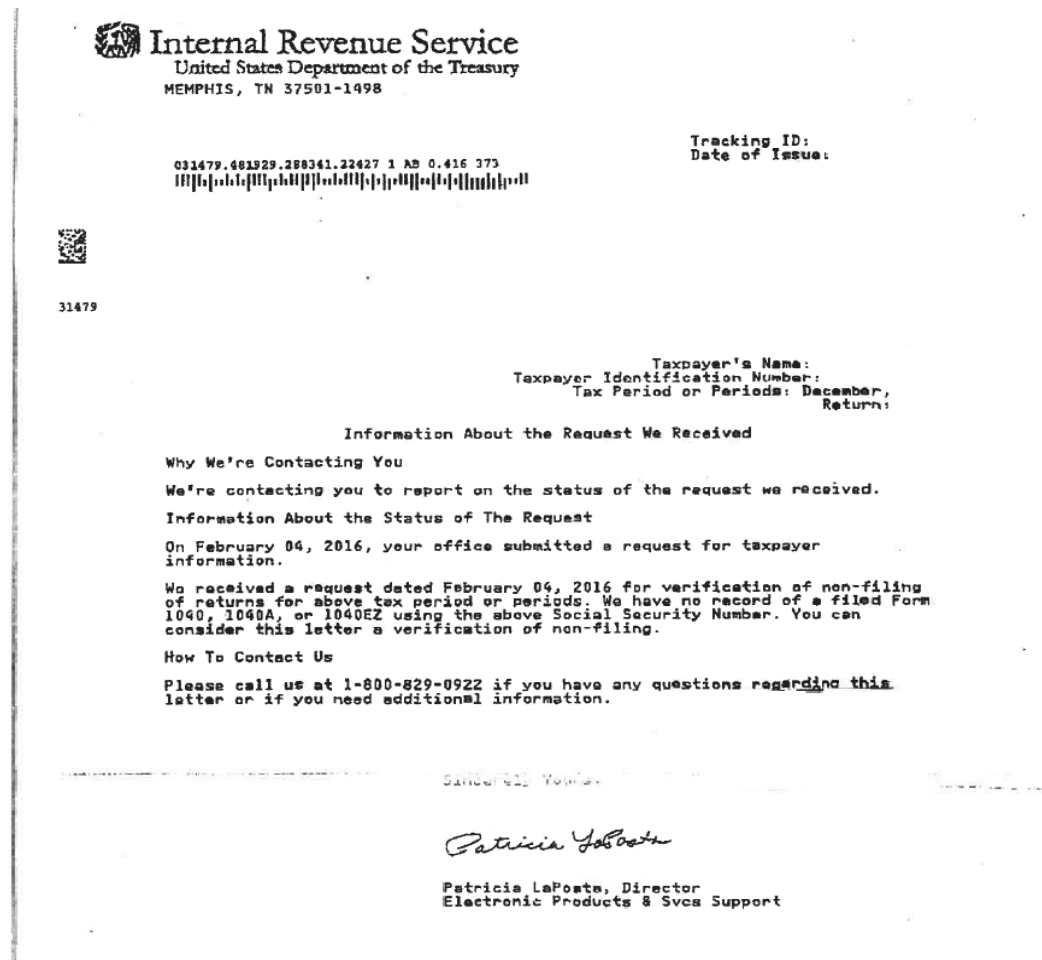 Internal Revenue Service
United States Department of the Treasury
MEMPHIS, TN 37501-1498
Tracking ID:
Date of Issue:
031479.481929.288341.22427 1 AB 0.416 373
31479
Taxpayer's Name:
Taxpayer Identification Number:
Tax Period or Periods: December,
Return:
Information About the Request We Received
Why We're Contacting You
We're contacting you to report on the status of the request we received.
Information About the Status of The Request
On February 04, 2016, your office submitted a request for taxpayer
information.
We received a request dated February 04, 2016 for verification of non-filing
of returns for above tax period or periods. We have no record of a filed Form
1040, 1040A, or 1040EZ using the above Social Security Number. You can
consider this letter a verification of non-filing.
How To Contact Us
Please call us at 1-800-829-0922 if you have any questions regarding this
letter or if you need additional information.
Sincerely Yours,
Patricia LaPosta
Patricia LaPosta, Director
Electronic Products & Svcs Support